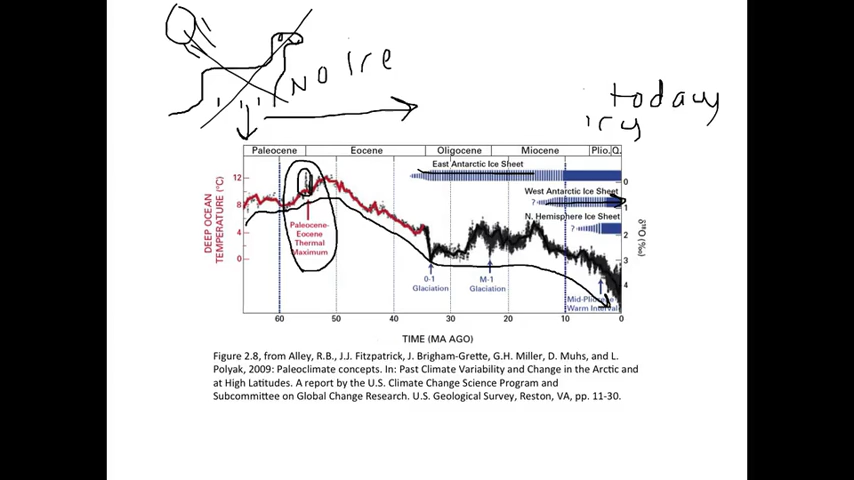 NO ire
today
iry
Paleocene Eocene Oligocene Miocene Plio. Q.
East Antarctic Ice Sheet
West Antarctic Ice Sheet
?
N. Hemisphere Ice Sheet
?
DEEP OCEAN
TEMPERATURE (°C)
12
8
4
0
Paleocene-
Eocene
Thermal
Maximum
0-1
Glaciation
M-1
Glaciation
Mid-Pliocene
Warm Interval
0
1
2
3
4
δ¹⁸O (‰)
60 50 40 30 20 10 0
TIME (MA AGO)
Figure 2.8, from Alley, R.B., J.J. Fitzpatrick, J. Brigham-Grette, G.H. Miller, D. Muhs, and L.
Polyak, 2009: Paleoclimate concepts. In: Past Climate Variability and Change in the Arctic and
at High Latitudes. A report by the U.S. Climate Change Science Program and
Subcommittee on Global Change Research. U.S. Geological Survey, Reston, VA, pp. 11-30.